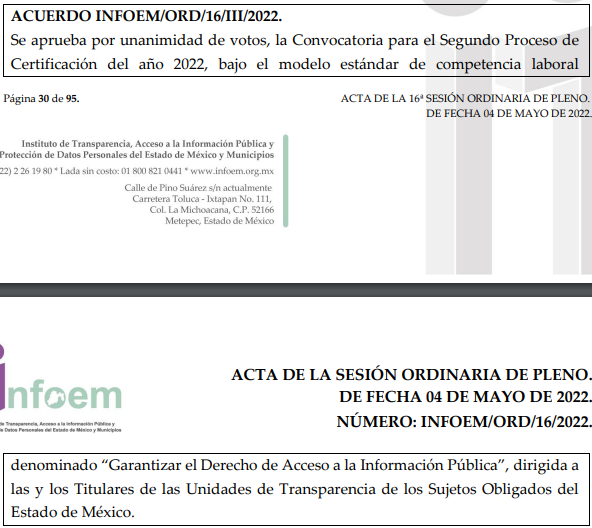 ACUERDO INFOEM/ORD/16/III/2022.
Se aprueba por unanimidad de votos, la Convocatoria para el Segundo Proceso de
Certificación del año 2022, bajo el modelo estándar de competencia laboral
Página 30 de 95.
ACTA DE LA 16ª SESIÓN ORDINARIA DE PLENO.
DE FECHA 04 DE MAYO DE 2022.
Instituto de Transparencia, Acceso a la Información Pública y
Protección de Datos Personales del Estado de México y Municipios
22) 2 26 19 80 * Lada sin costo: 01 800 821 0441 * www.infoem.org.mx
Calle de Pino Suárez s/n actualmente
Carretera Toluca - Ixtapan No. 111,
Col. La Michoacana, C.P. 52166
Metepec, Estado de México
infoem
de Transparencia, Acceso a la Información Pública y
de Datos Personales del Estado de México y Municipios
ACTA DE LA SESIÓN ORDINARIA DE PLENO.
DE FECHA 04 DE MAYO DE 2022.
NÚMERO: INFOEM/ORD/16/2022.
denominado “Garantizar el Derecho de Acceso a la Información Pública”, dirigida a
las y los Titulares de las Unidades de Transparencia de los Sujetos Obligados del
Estado de México.